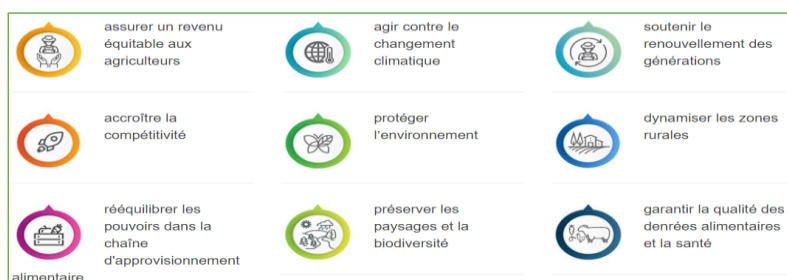 assurer un revenu
équitable aux
agriculteurs
agir contre le
changement
climatique
soutenir le
renouvellement des
générations
accroître la
compétitivité
protéger
l'environnement
dynamiser les zones
rurales
rééquilibrer les
pouvoirs dans la
chaîne
d'approvisionnement
alimentaire
préserver les
paysages et la
biodiversité
garantir la qualité des
denrées alimentaires
et la santé